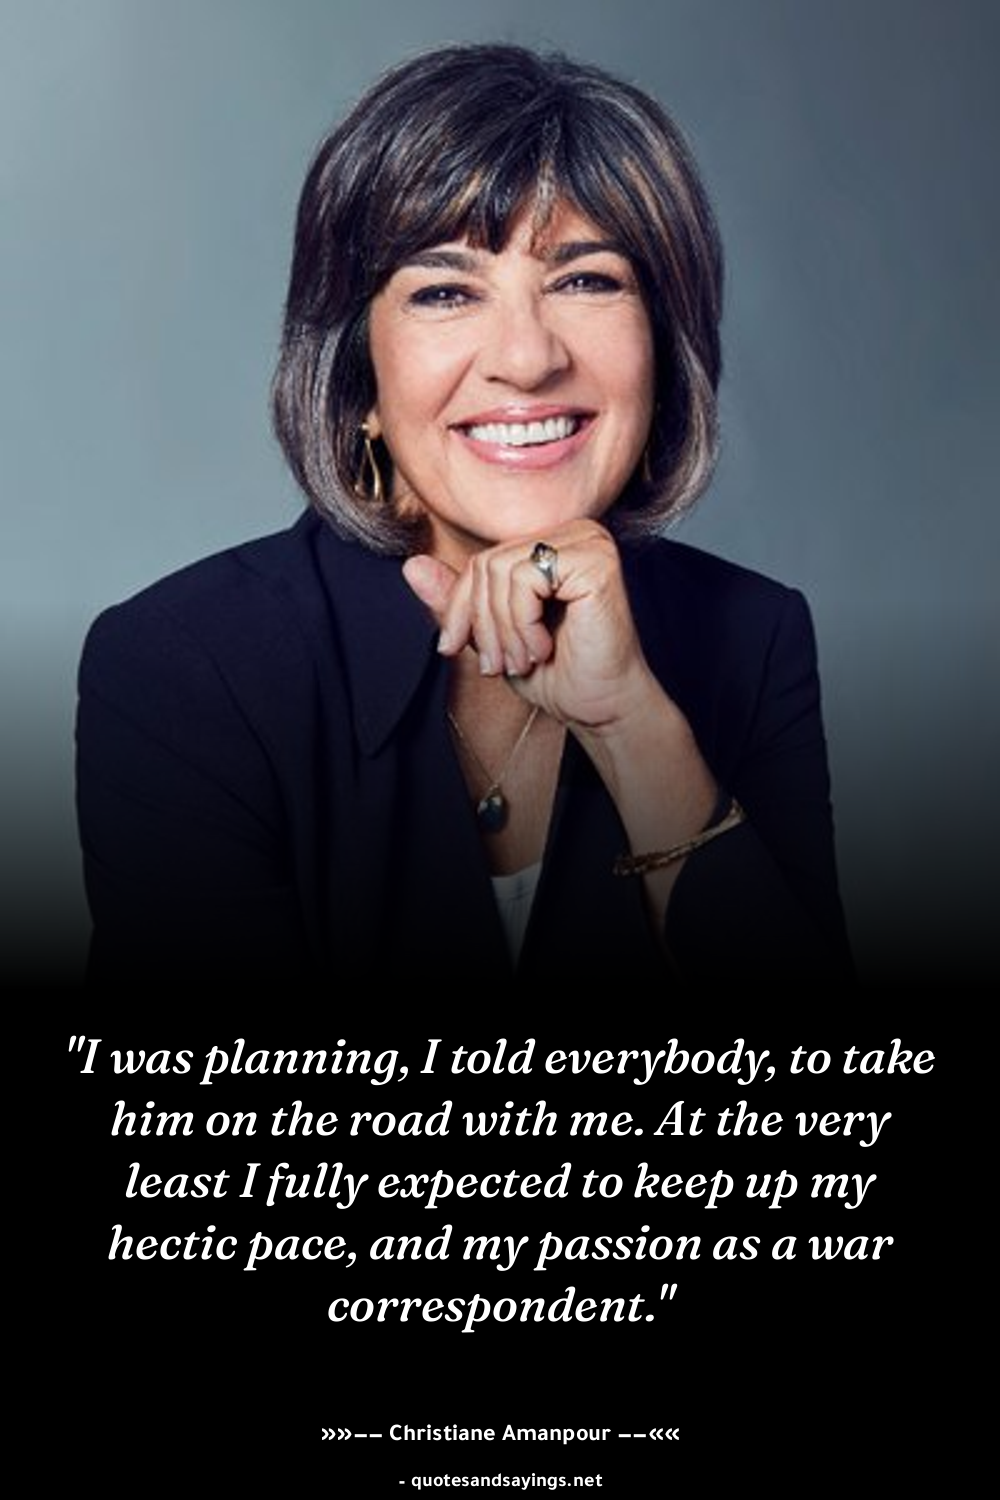 "I was planning, I told everybody, to take
him on the road with me. At the very
least I fully expected to keep up my
hectic pace, and my passion as a war
correspondent."
»»–– Christiane Amanpour ––««
- quotesandsayings.net